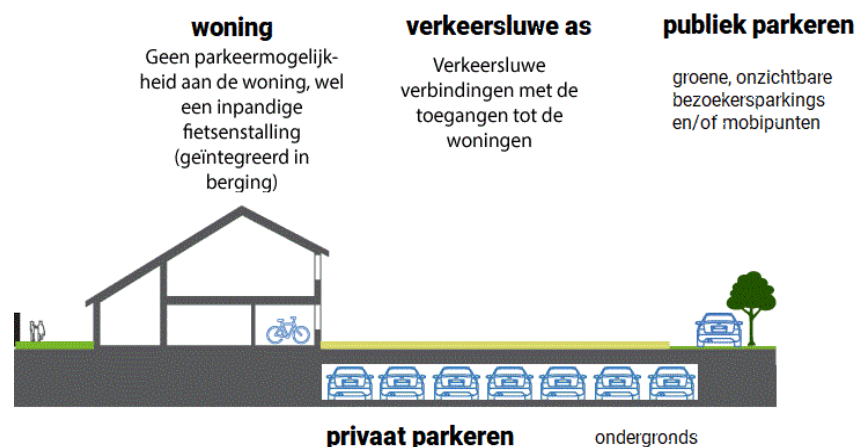 woning
Geen parkeermogelijk-
heid aan de woning, wel
een inpandige
fietsenstalling
(geïntegreerd in
berging)
verkeersluwe as
Verkeersluwe
verbindingen met de
toegangen tot de
woningen
publiek parkeren
groene, onzichtbare
bezoekersparkings
en/of mobipunten
privaat parkeren
ondergronds